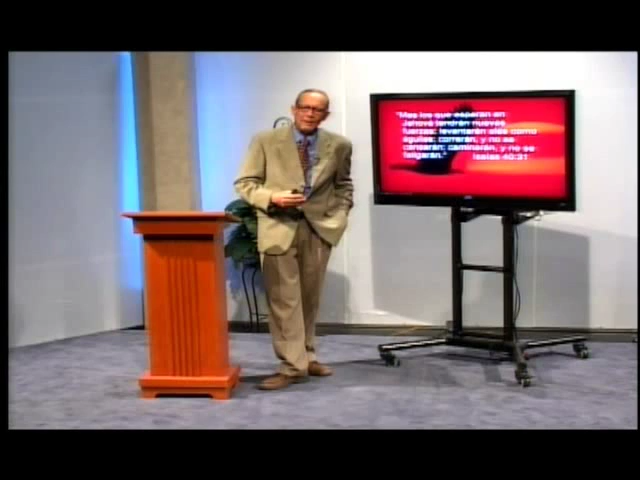 "Mas los que esperan en
Jehová tendrán nuevas
fuerzas; levantarán alas como
águilas; correrán, y no se
cansarán; caminarán, y no se
fatigarán." Isaías 40:31